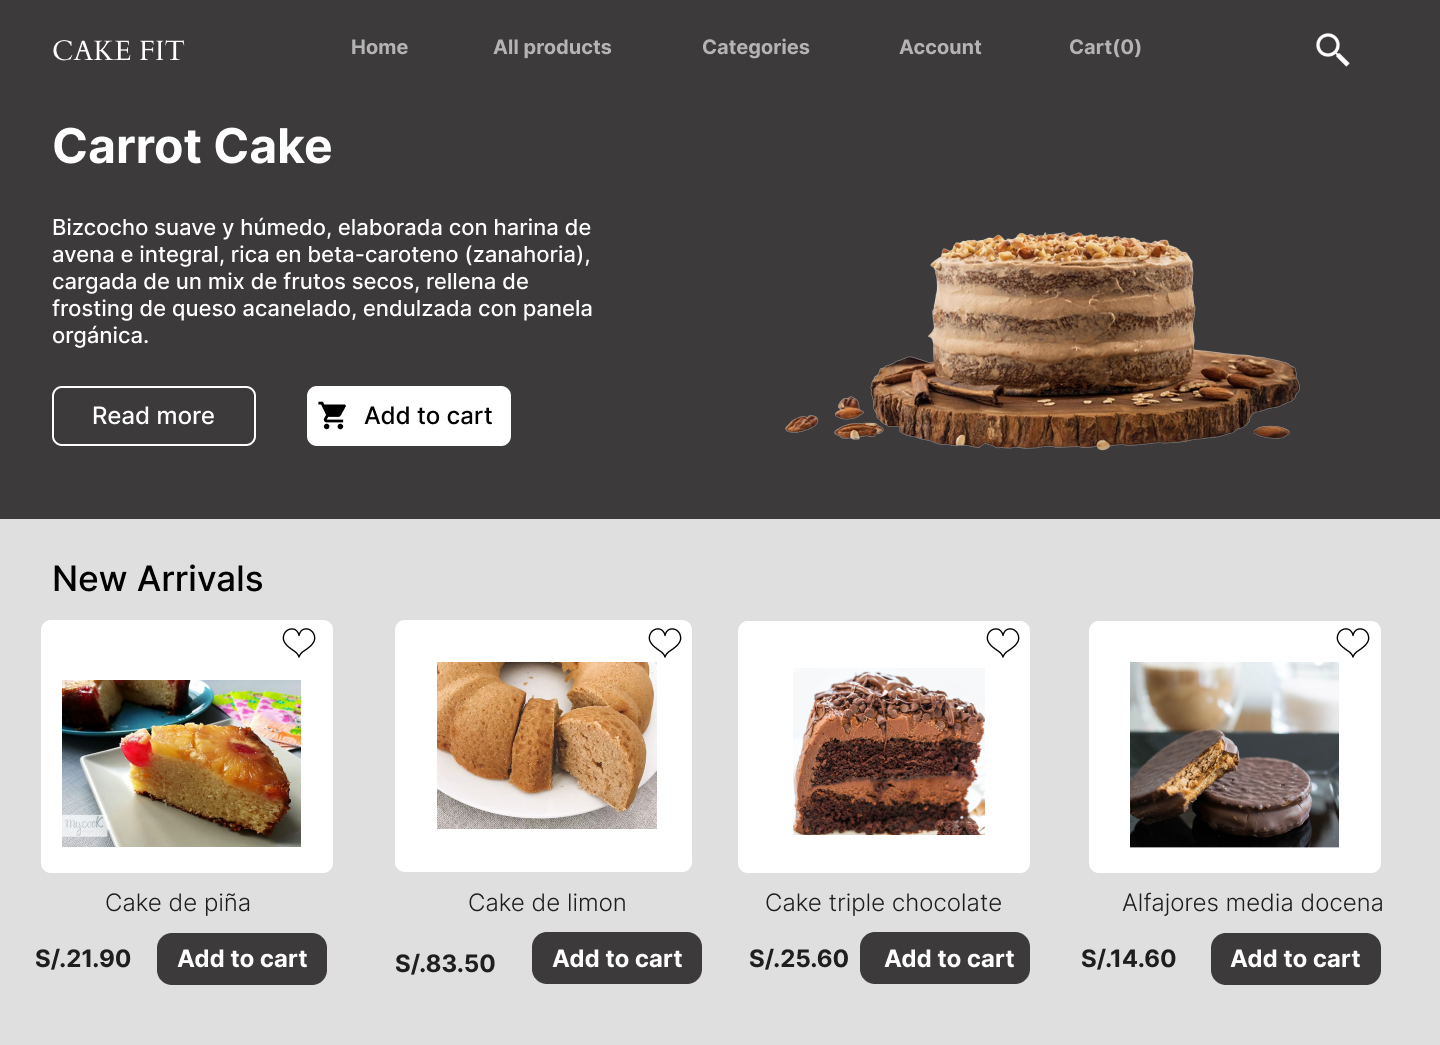 CAKE FIT
Home
All products
Categories
Account
Cart(0)
Carrot Cake
Bizcocho suave y húmedo, elaborada con harina de
avena e integral, rica en beta-caroteno (zanahoria),
cargada de un mix de frutos secos, rellena de
frosting de queso acanelado, endulzada con panela
orgánica.
Read more
Add to cart
New Arrivals
mycook
Cake de piña
Cake de limon
Cake triple chocolate
Alfajores media docena
S/.21.90
Add to cart
S/.83.50
Add to cart
S/.25.60
Add to cart
S/.14.60
Add to cart